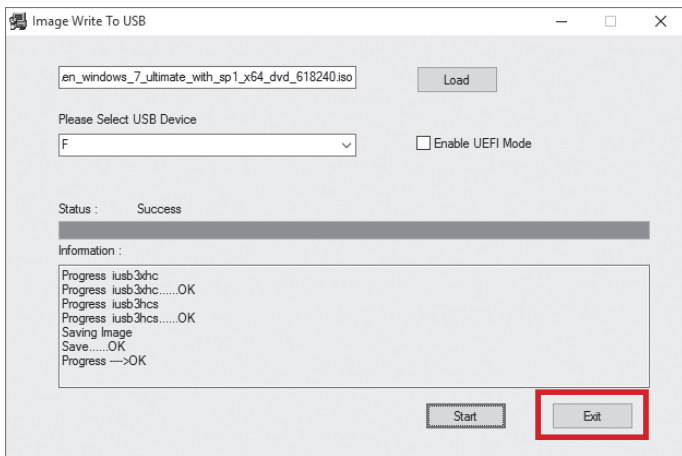 Image Write To USB
en_windows_7_ultimate_with_sp1_x64_dvd_618240.iso
Load
Please Select USB Device
F
Enable UEFI Mode
Status : Success
Information :
Progress iusb3xhc
Progress iusb3xhc......OK
Progress iusb3hcs
Progress iusb3hcs......OK
Saving Image
Save......OK
Progress ---->OK
Start
Exit